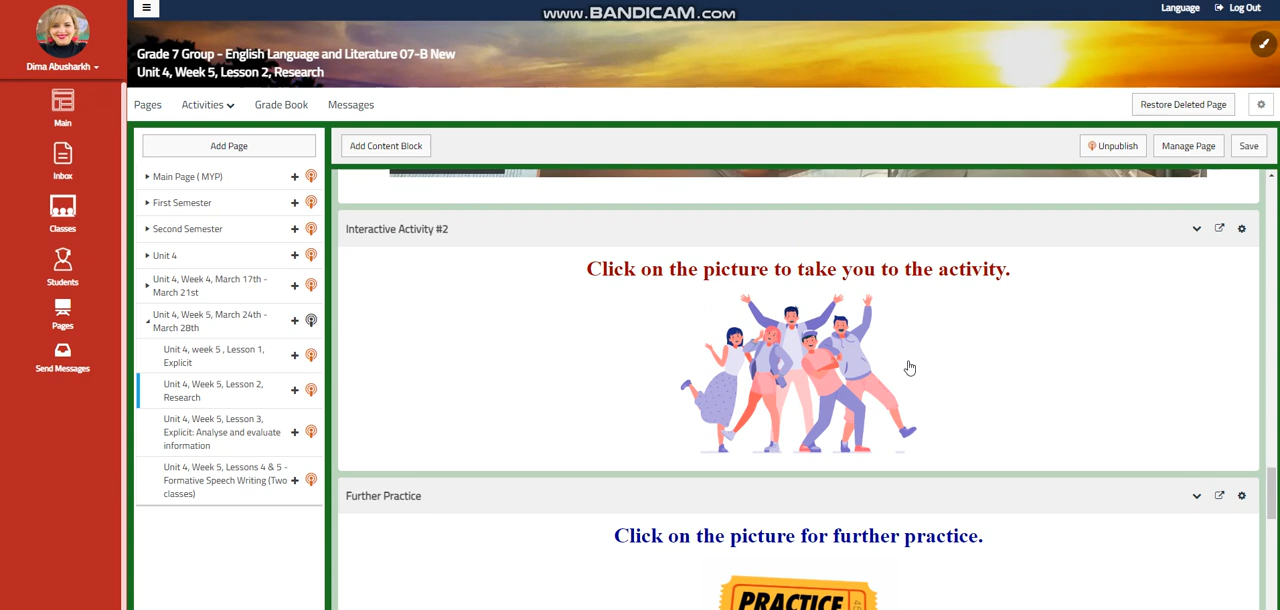 www.BANDICAM.com
Language
Log Out
Dima Abusharkh
Grade 7 Group - English Language and Literature 07-B New
Unit 4, Week 5, Lesson 2, Research
Pages
Activities
Grade Book
Messages
Restore Deleted Page
Main
Inbox
Classes
Students
Pages
Send Messages
Add Page
Main Page ( MYP)
First Semester
Second Semester
Unit 4
Unit 4, Week 4, March 17th -
March 21st
Unit 4, Week 5, March 24th -
March 28th
Unit 4, week 5 , Lesson 1,
Explicit
Unit 4, Week 5, Lesson 2,
Research
Unit 4, Week 5, Lesson 3,
Explicit: Analyse and evaluate
information
Unit 4, Week 5, Lessons 4 & 5 -
Formative Speech Writing (Two
classes)
Add Content Block
Unpublish
Manage Page
Save
Interactive Activity #2
Click on the picture to take you to the activity.
Further Practice
Click on the picture for further practice.
PRACTICE